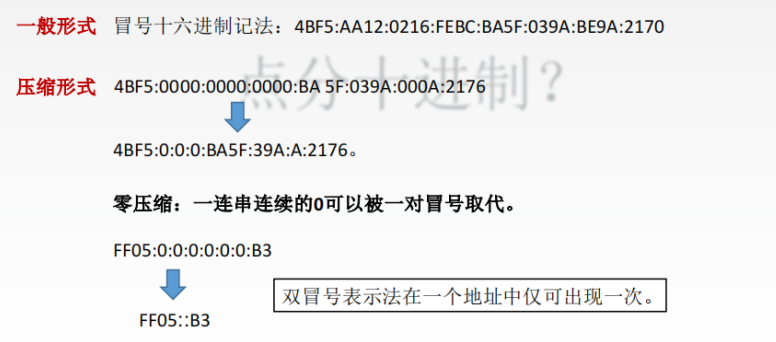 一般形式 冒号十六进制记法：4BF5:AA12:0216:FEBC:BA5F:039A:BE9A:2170
点分十进制？
压缩形式 4BF5:0000:0000:0000:BA 5F:039A:000A:2176
4BF5:0:0:0:BA5F:39A:A:2176。
零压缩：一连串连续的0可以被一对冒号取代。
FF05:0:0:0:0:0:0:B3
双冒号表示法在一个地址中仅可出现一次。
FF05::B3